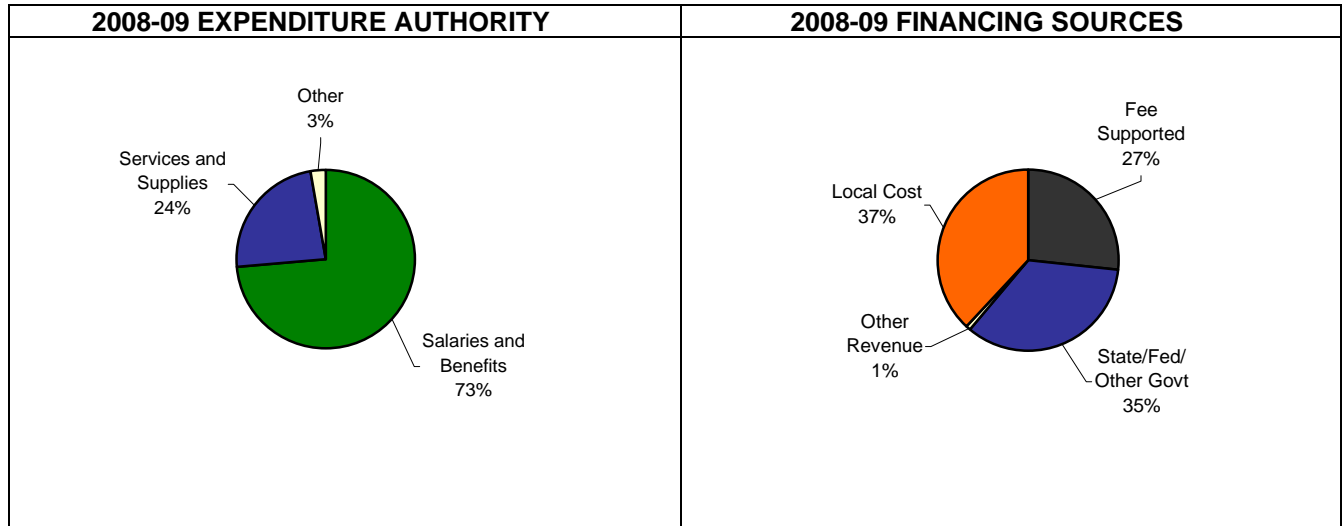 2008-09 EXPENDITURE AUTHORITY
Other
3%
Services and
Supplies
24%
Salaries and
Benefits
73%
2008-09 FINANCING SOURCES
Fee
Supported
27%
Local Cost
37%
Other
Revenue
1%
State/Fed/
Other Govt
35%